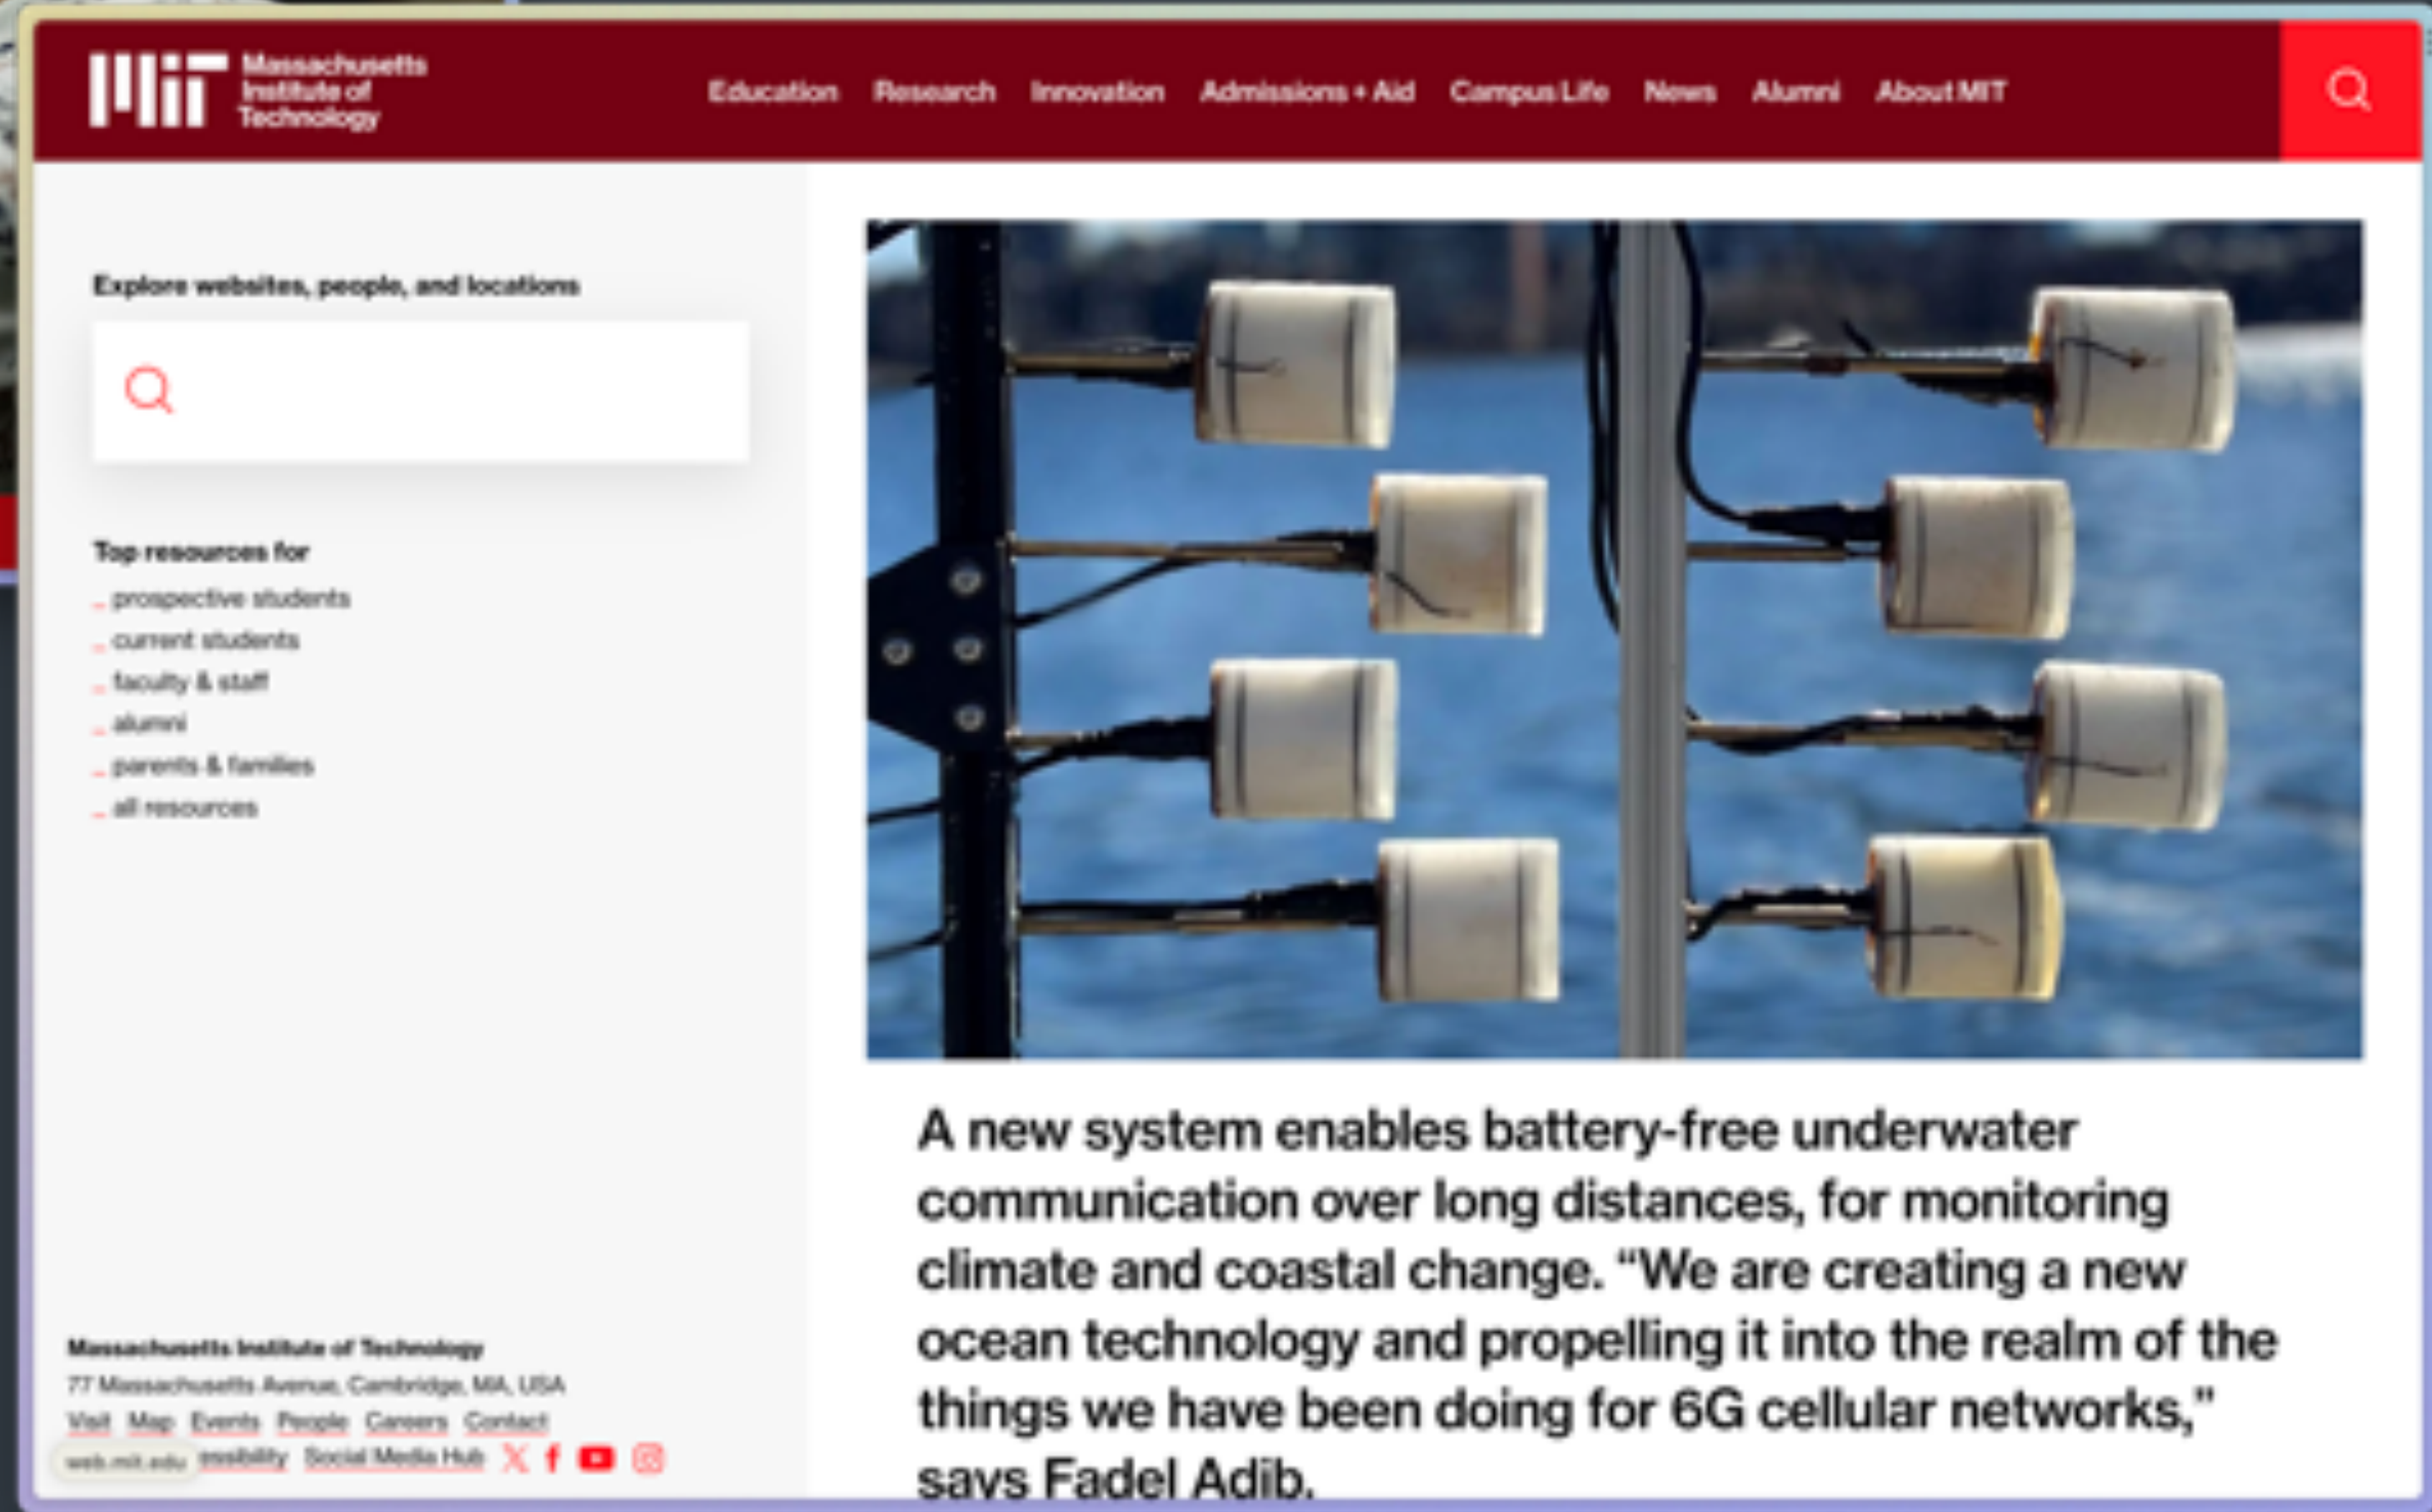 Massachusetts
Institute of
Technology
Education Research Innovation Admissions + Aid Campus Life News Alumni About MIT
Explore websites, people, and locations
Top resources for
prospective students
current students
faculty & staff
alumni
parents & families
all resources
Massachusetts Institute of Technology
77 Massachusetts Avenue, Cambridge, MA, USA
Visit Map Events People Careers Contact
web.mit.edu essibility Social Media Hub
A new system enables battery-free underwater
communication over long distances, for monitoring
climate and coastal change. “We are creating a new
ocean technology and propelling it into the realm of the
things we have been doing for 6G cellular networks,”
says Fadel Adib.